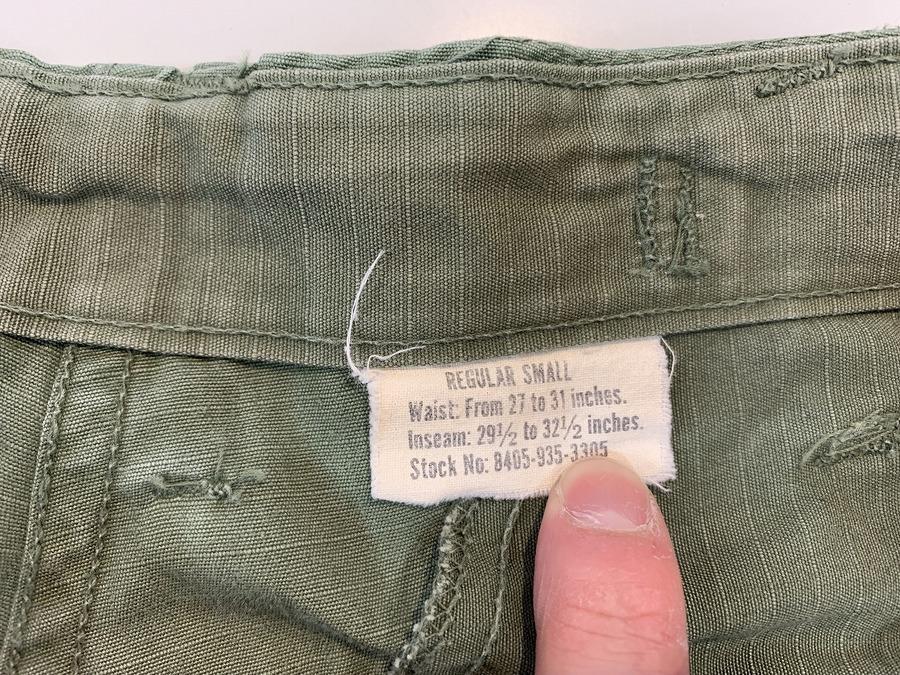 REGULAR SMALL
Waist: From 27 to 31 inches.
Inseam: 29½ to 32½ inches.
Stock No: 8405-935-3305